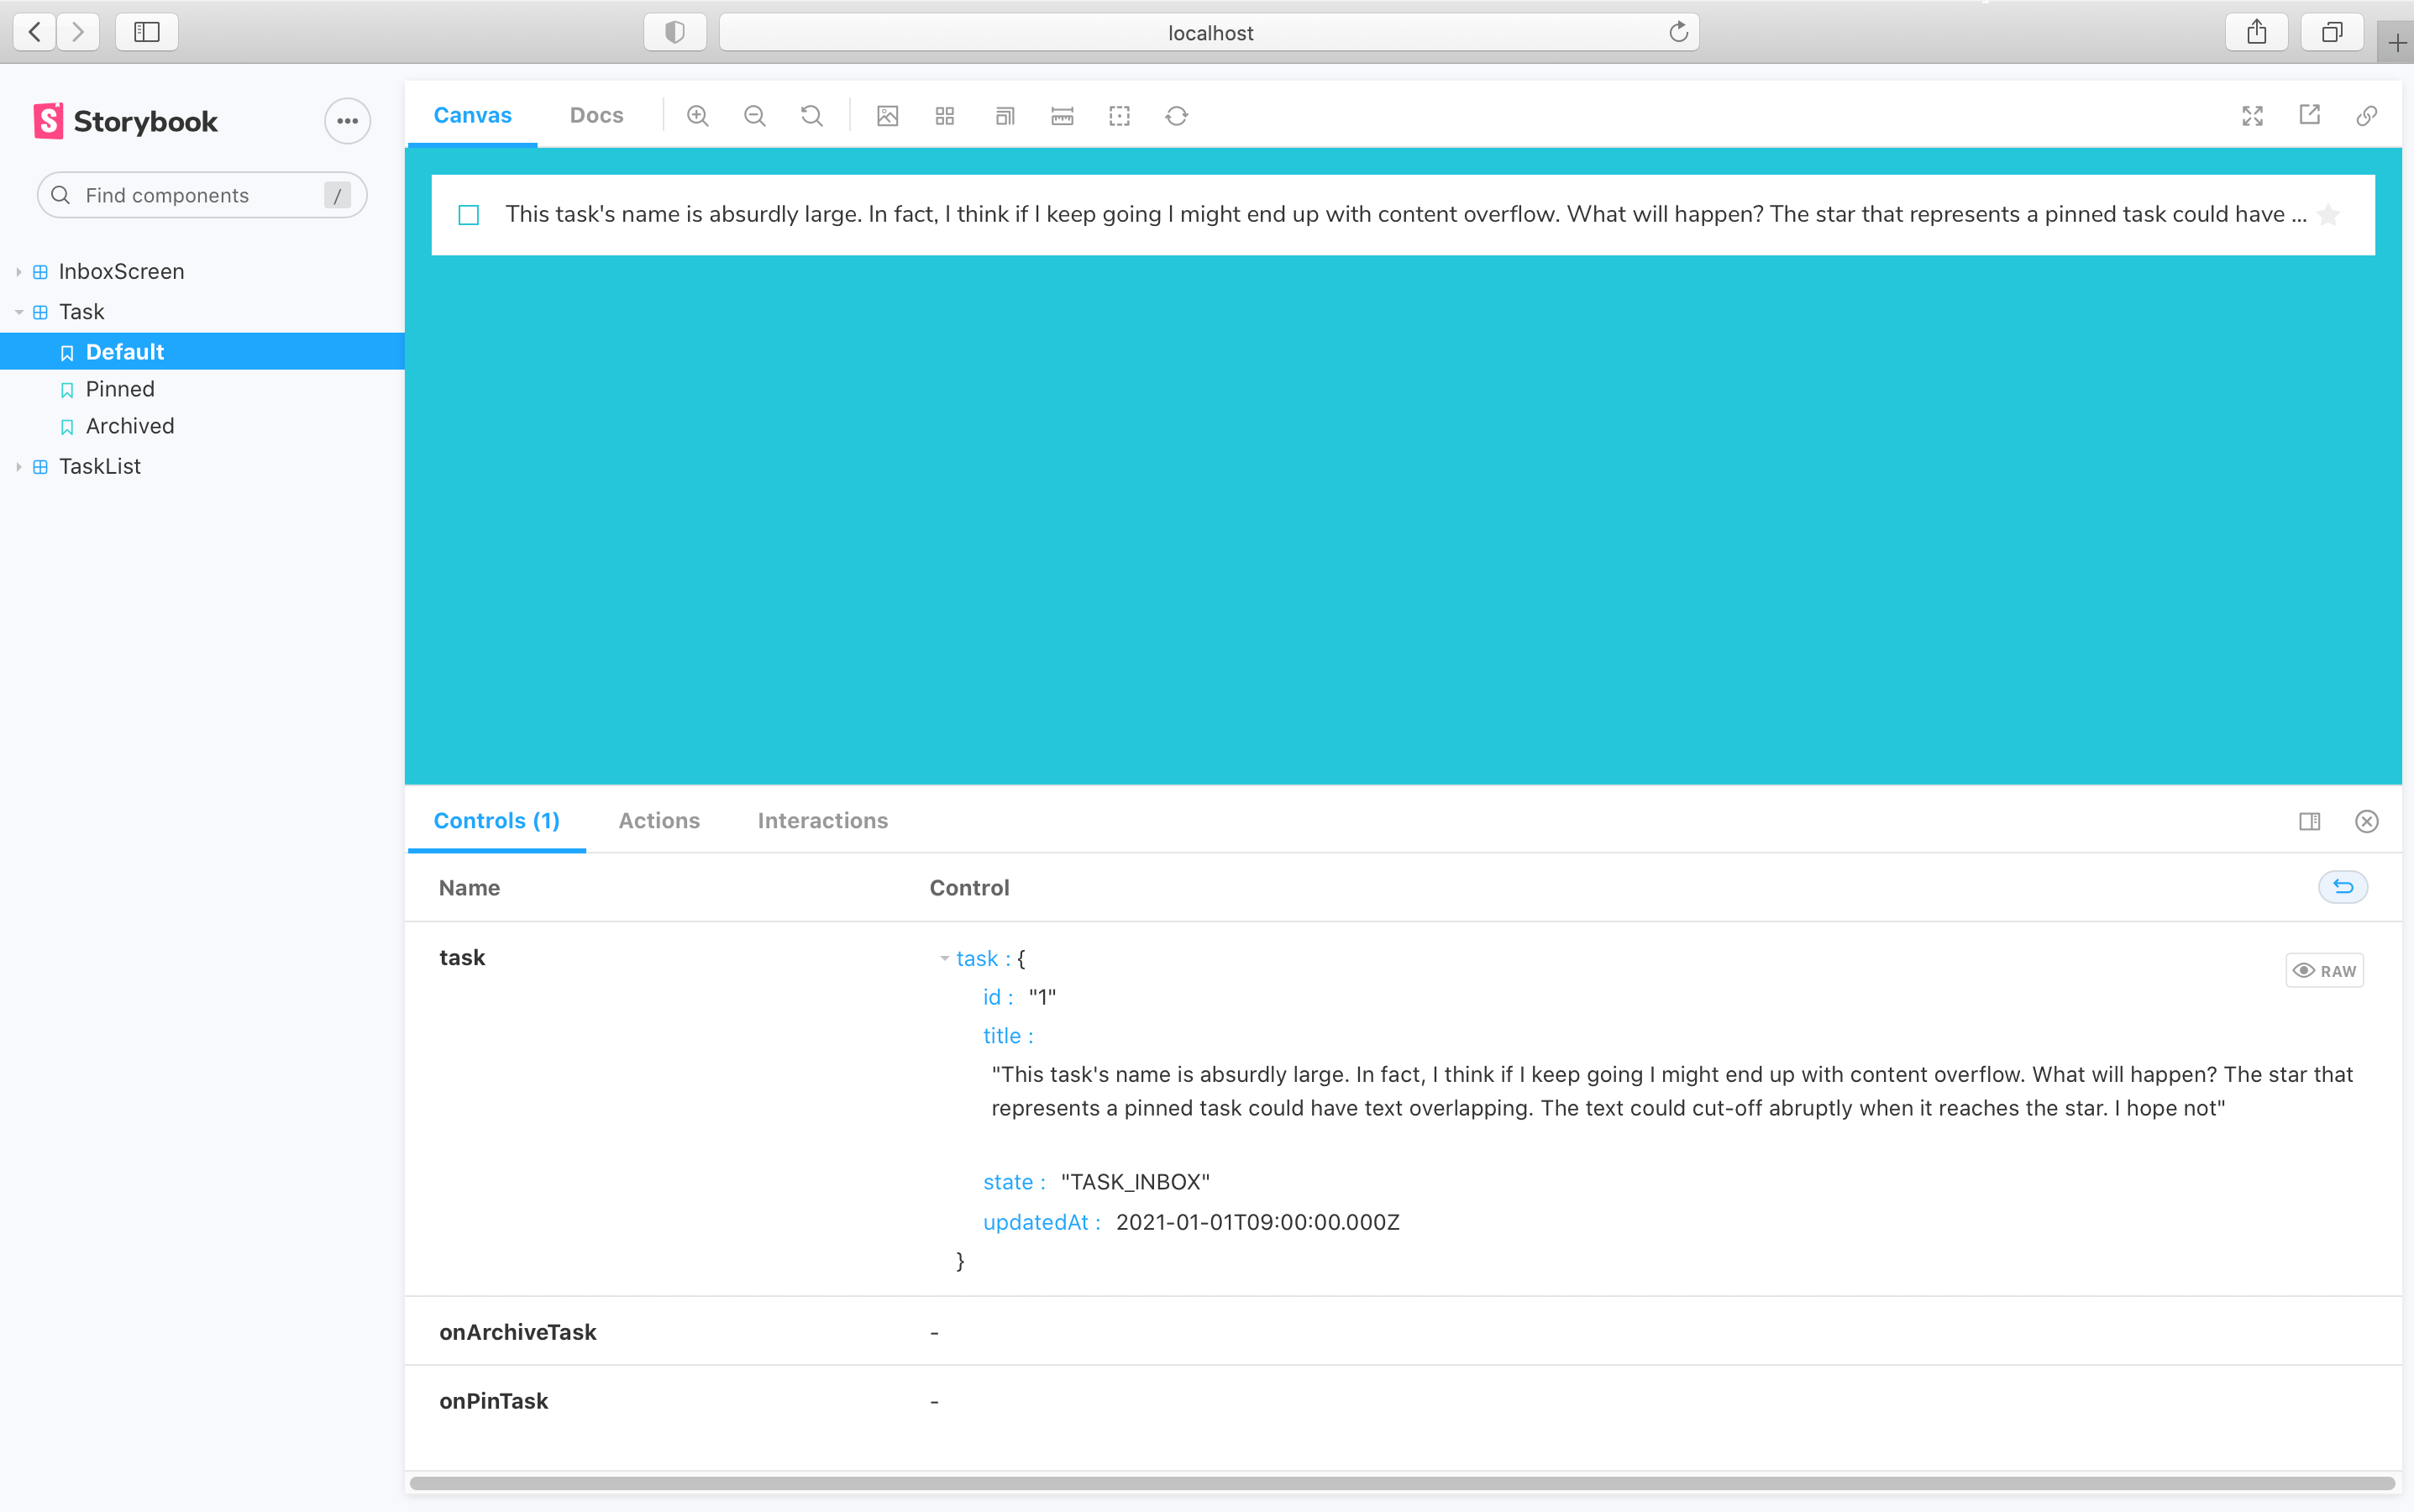 localhost
Storybook
Find components /
InboxScreen
Task
Default
Pinned
Archived
TaskList
Canvas Docs
This task's name is absurdly large. In fact, I think if I keep going I might end up with content overflow. What will happen? The star that represents a pinned task could have ...
Controls (1) Actions Interactions
Name Control
task task : {
RAW
id : "1"
title :
"This task's name is absurdly large. In fact, I think if I keep going I might end up with content overflow. What will happen? The star that
represents a pinned task could have text overlapping. The text could cut-off abruptly when it reaches the star. I hope not"
state : "TASK_INBOX"
updatedAt : 2021-01-01T09:00:00.000Z
}
onArchiveTask -
onPinTask -